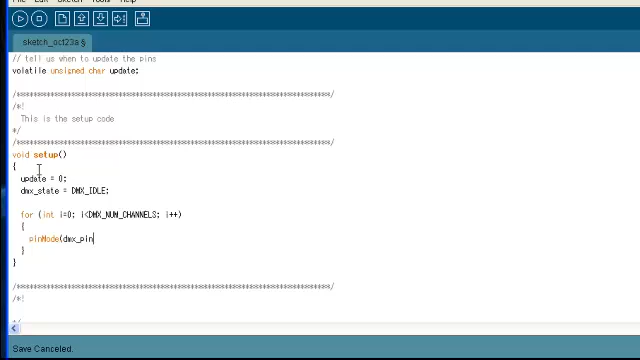 File Edit Sketch Tools Help
sketch_oct23a §
// tell us when to update the pins
volatile unsigned char update;
/******************************************************************************/
/*!
This is the setup code
*/
/******************************************************************************/
void setup()
{
update = 0;
dmx_state = DMX_IDLE;
for (int i=0; i<DMX_NUM_CHANNELS; i++)
{
pinMode(dmx_pin
}
}
/******************************************************************************/
/*!
*/
Save Canceled.